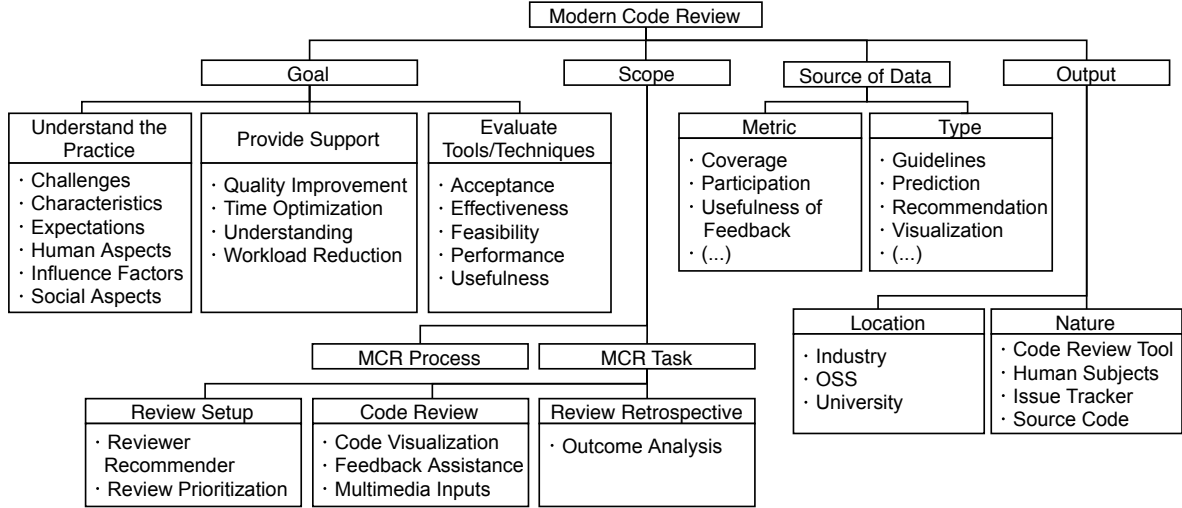 Modern Code Review
Goal
Scope
Source of Data
Output
Understand the
Practice
· Challenges
· Characteristics
· Expectations
· Human Aspects
· Influence Factors
· Social Aspects
Provide Support
· Quality Improvement
· Time Optimization
· Understanding
· Workload Reduction
Evaluate
Tools/Techniques
· Acceptance
· Effectiveness
· Feasibility
· Performance
· Usefulness
Metric
· Coverage
· Participation
· Usefulness of
Feedback
· (...)
Type
· Guidelines
· Prediction
· Recommendation
· Visualization
· (...)
Location
· Industry
· OSS
· University
Nature
· Code Review Tool
· Human Subjects
· Issue Tracker
· Source Code
MCR Process
MCR Task
Review Setup
· Reviewer
Recommender
· Review Prioritization
Code Review
· Code Visualization
· Feedback Assistance
· Multimedia Inputs
Review Retrospective
· Outcome Analysis